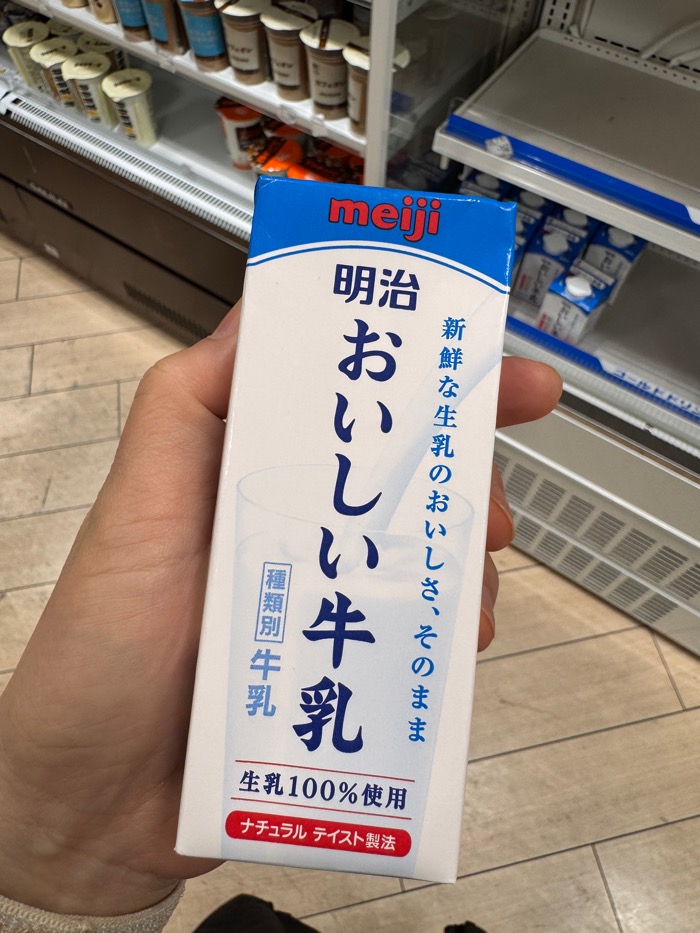 meiji
明治
おいしい牛乳
新鮮な生乳のおいしさ、そのまま
種類別
牛乳
生乳100%使用
ナチュラル テイスト製法